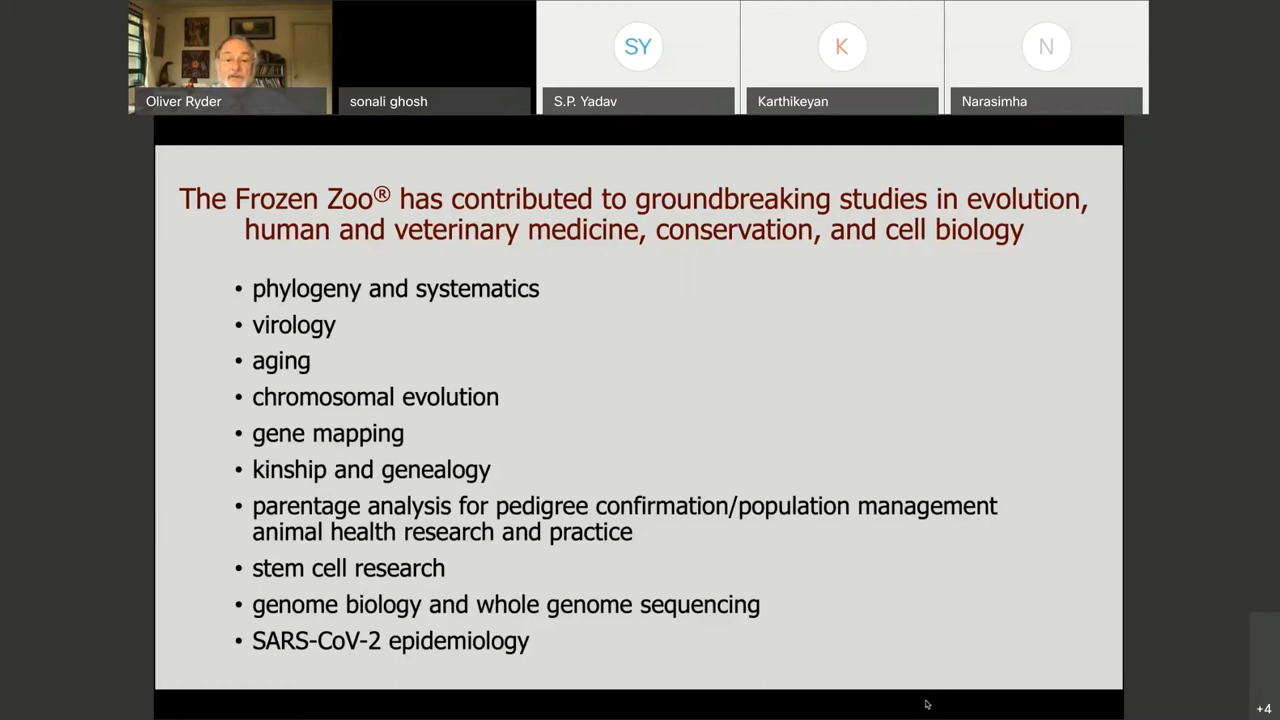 SY
K
N
Oliver Ryder
sonali ghosh
S.P. Yadav
Karthikeyan
Narasimha
The Frozen Zoo® has contributed to groundbreaking studies in evolution,
human and veterinary medicine, conservation, and cell biology
• phylogeny and systematics
• virology
• aging
• chromosomal evolution
• gene mapping
• kinship and genealogy
• parentage analysis for pedigree confirmation/population management
animal health research and practice
• stem cell research
• genome biology and whole genome sequencing
• SARS-CoV-2 epidemiology
+4